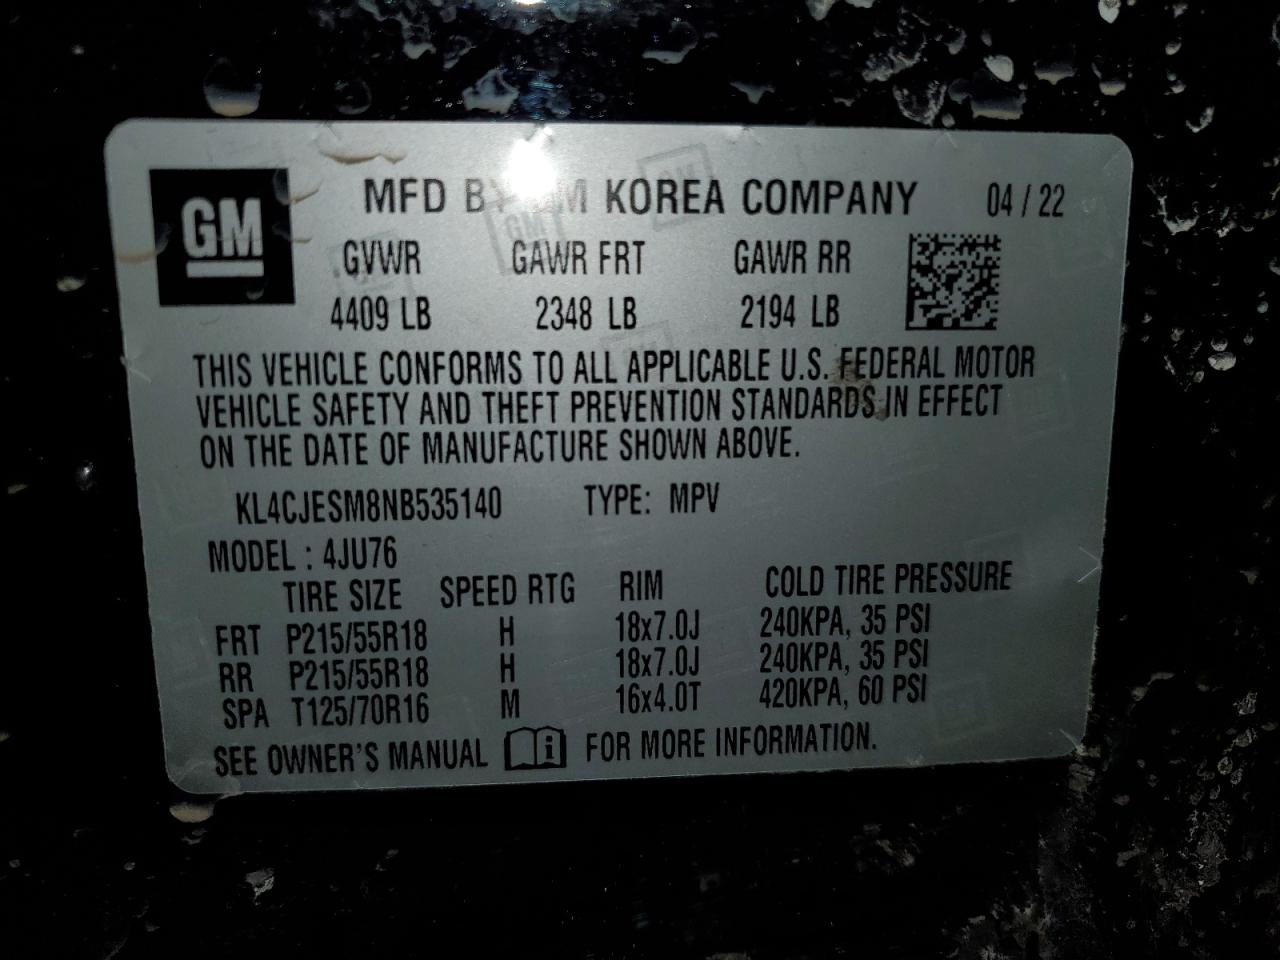 GM
MFD BY GM KOREA COMPANY 04 / 22
GVWR GAWR FRT GAWR RR
4409 LB 2348 LB 2194 LB
THIS VEHICLE CONFORMS TO ALL APPLICABLE U.S. FEDERAL MOTOR
VEHICLE SAFETY AND THEFT PREVENTION STANDARDS IN EFFECT
ON THE DATE OF MANUFACTURE SHOWN ABOVE.
KL4CJESM8NB535140 TYPE: MPV
MODEL : 4JU76
TIRE SIZE SPEED RTG RIM COLD TIRE PRESSURE
FRT P215/55R18 H 18x7.0J 240KPA, 35 PSI
RR P215/55R18 H 18x7.0J 240KPA, 35 PSI
SPA T125/70R16 M 16x4.0T 420KPA, 60 PSI
SEE OWNER'S MANUAL i FOR MORE INFORMATION.